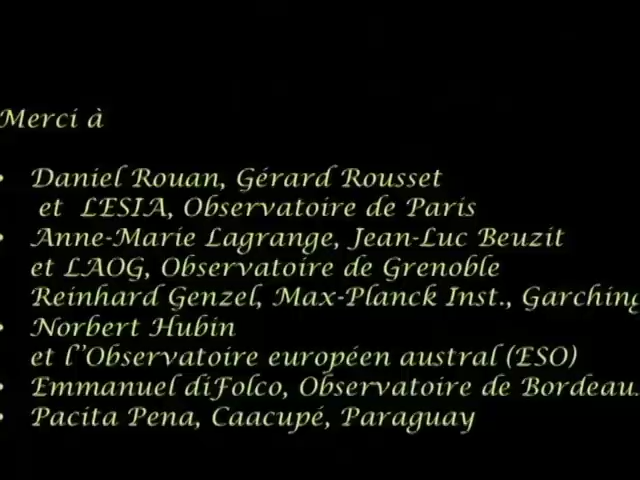 Merci à
• Daniel Rouan, Gérard Rousset
et LESIA, Observatoire de Paris
• Anne-Marie Lagrange, Jean-Luc Beuzit
et LAOG, Observatoire de Grenoble
Reinhard Genzel, Max-Planck Inst., Garching
• Norbert Hubin
et l’’Observatoire européen austral (ESO)
• Emmanuel diFolco, Observatoire de Bordeau
• Pacita Pena, Caacupé, Paraguay